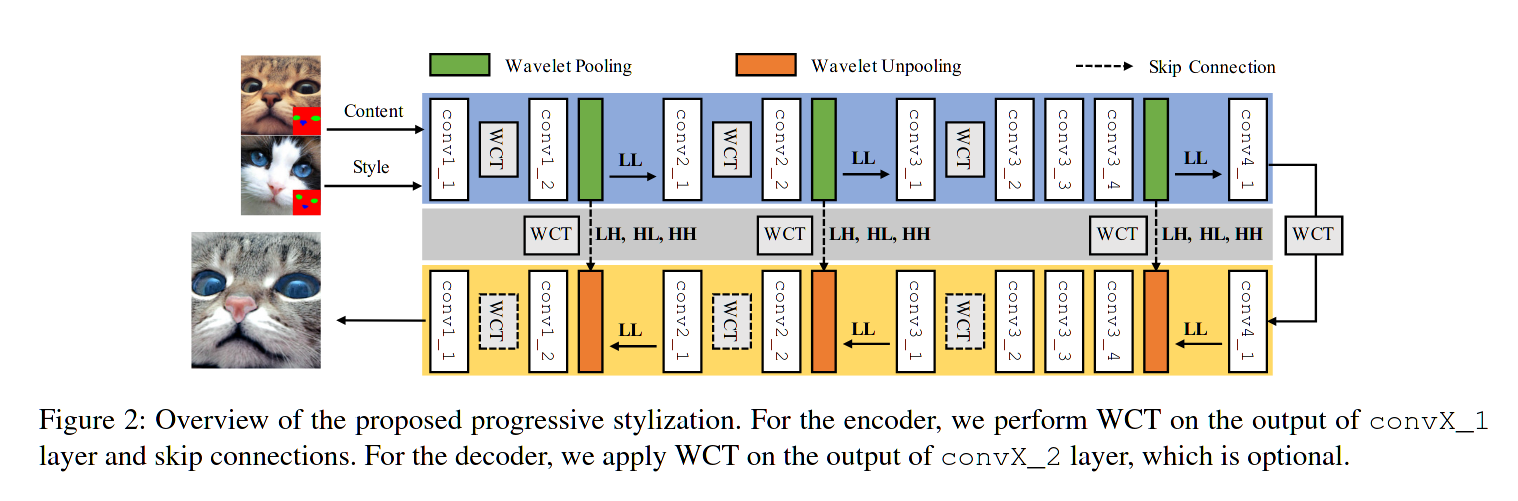 Wavelet Pooling
Wavelet Unpooling
Skip Connection
Content
Style
conv1_1
WCT
conv1_2
LL
conv2_1
WCT
conv2_2
LL
conv3_1
WCT
conv3_2
conv3_3
conv3_4
LL
conv4_1
WCT
LH, HL, HH
WCT
LH, HL, HH
WCT
LH, HL, HH
WCT
conv1_1
WCT
conv1_2
LL
conv2_1
WCT
conv2_2
LL
conv3_1
WCT
conv3_2
conv3_3
conv3_4
LL
conv4_1
Figure 2: Overview of the proposed progressive stylization. For the encoder, we perform WCT on the output of convX_1
layer and skip connections. For the decoder, we apply WCT on the output of convX_2 layer, which is optional.